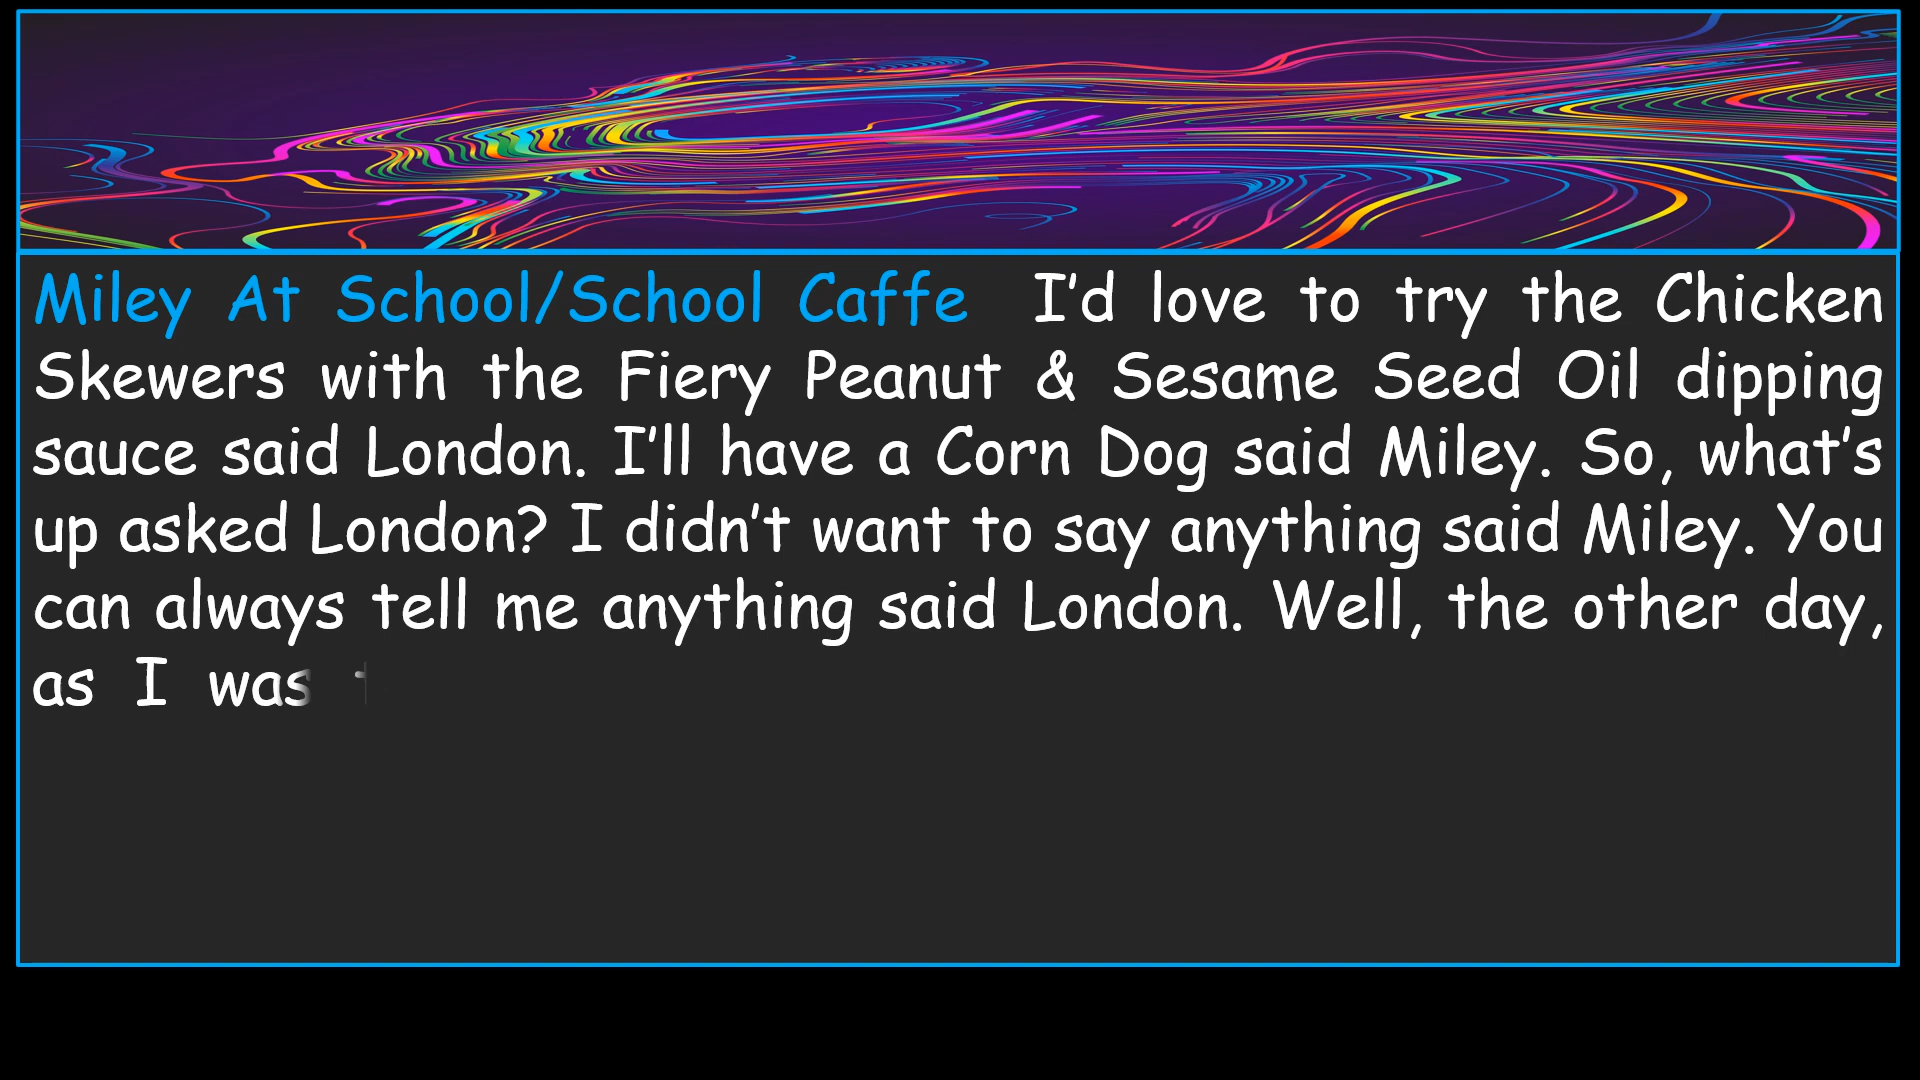 Miley At School/School Caffe I’d love to try the Chicken
Skewers with the Fiery Peanut & Sesame Seed Oil dipping
sauce said London. I’ll have a Corn Dog said Miley. So, what’s
up asked London? I didn’t want to say anything said Miley. You
can always tell me anything said London. Well, the other day,
as I was